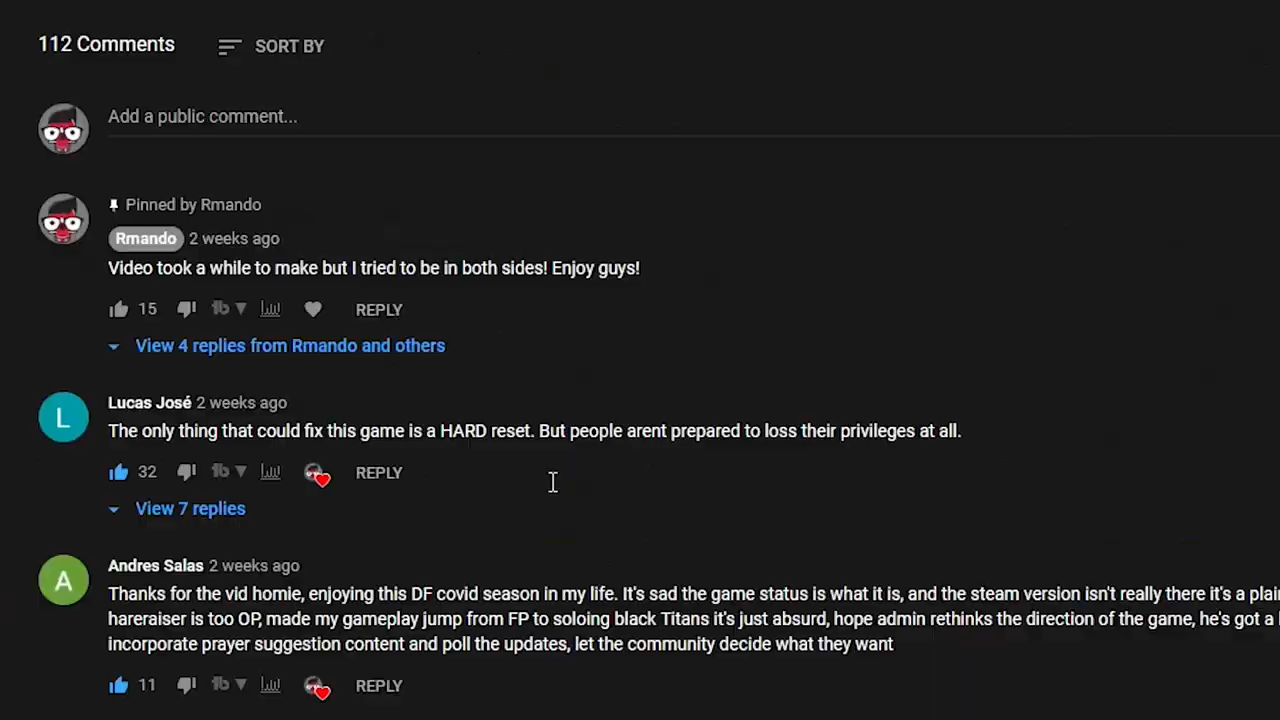 112 Comments SORT BY
Add a public comment...
Pinned by Rmando
Rmando 2 weeks ago
Video took a while to make but I tried to be in both sides! Enjoy guys!
15 REPLY
View 4 replies from Rmando and others
L
Lucas José 2 weeks ago
The only thing that could fix this game is a HARD reset. But people arent prepared to loss their privileges at all.
32 REPLY
View 7 replies
A
Andres Salas 2 weeks ago
Thanks for the vid homie, enjoying this DF covid season in my life. It's sad the game status is what it is, and the steam version isn't really there it's a plain
hareraiser is too OP, made my gameplay jump from FP to soloing black Titans it's just absurd, hope admin rethinks the direction of the game, he's got a
incorporate prayer suggestion content and poll the updates, let the community decide what they want
11 REPLY